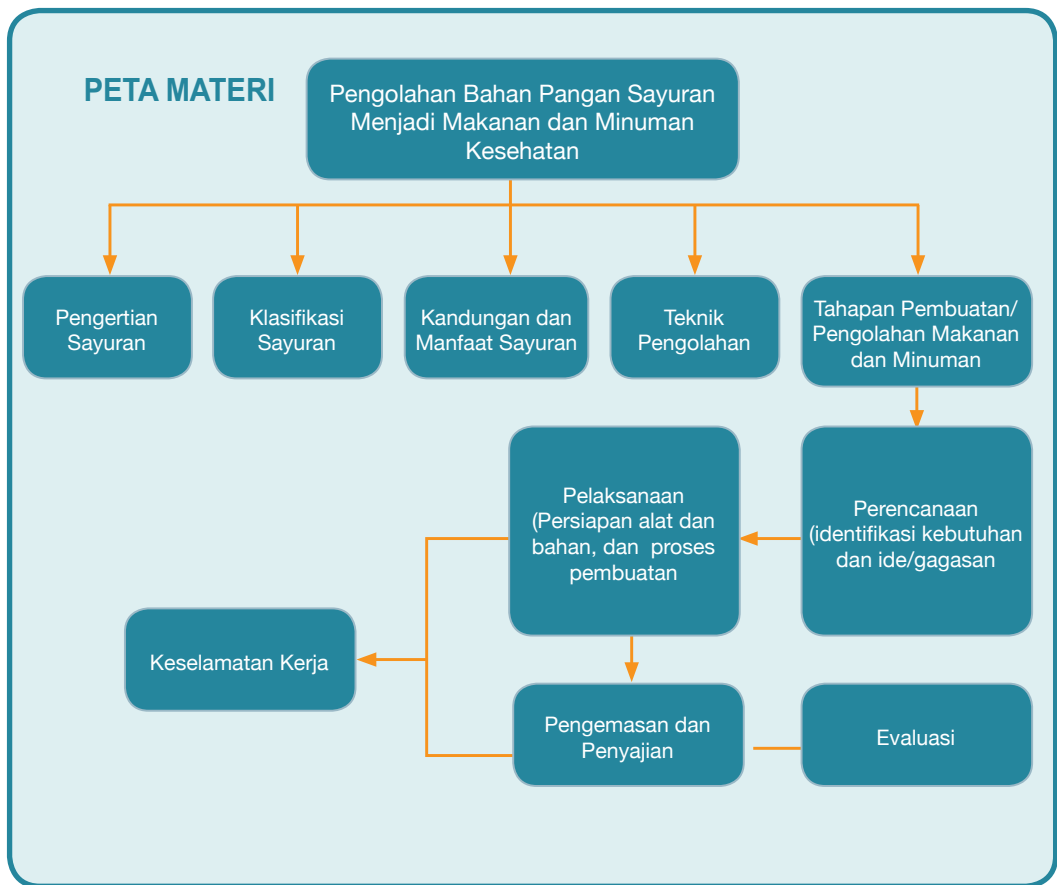 PETA MATERI
Pengolahan Bahan Pangan Sayuran
Menjadi Makanan dan Minuman
Kesehatan
Pengertian
Sayuran
Klasifikasi
Sayuran
Kandungan dan
Manfaat Sayuran
Teknik
Pengolahan
Tahapan Pembuatan/
Pengolahan Makanan
dan Minuman
Pelaksanaan
(Persiapan alat dan
bahan, dan proses
pembuatan
Perencanaan
(identifikasi kebutuhan
dan ide/gagasan
Keselamatan Kerja
Pengemasan dan
Penyajian
Evaluasi